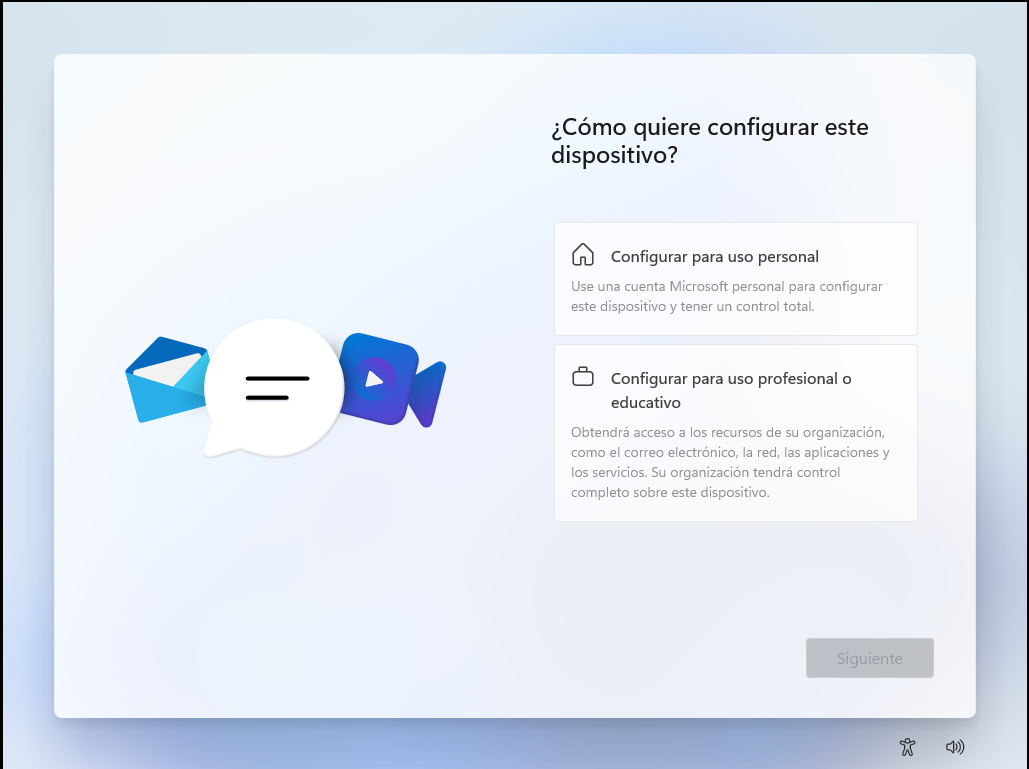 ¿Cómo quiere configurar este
dispositivo?
Configurar para uso personal
Use una cuenta Microsoft personal para configurar
este dispositivo y tener un control total.
Configurar para uso profesional o
educativo
Obtendrá acceso a los recursos de su organización,
como el correo electrónico, la red, las aplicaciones y
los servicios. Su organización tendrá control
completo sobre este dispositivo.
Siguiente